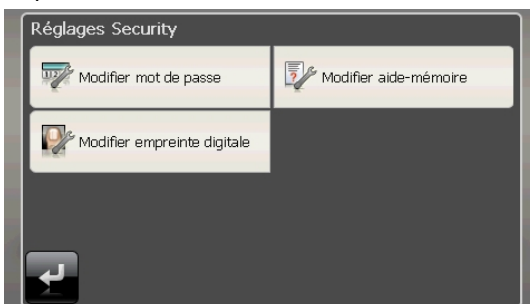 Réglages Security
Modifier mot de passe
Modifier aide-mémoire
Modifier empreinte digitale